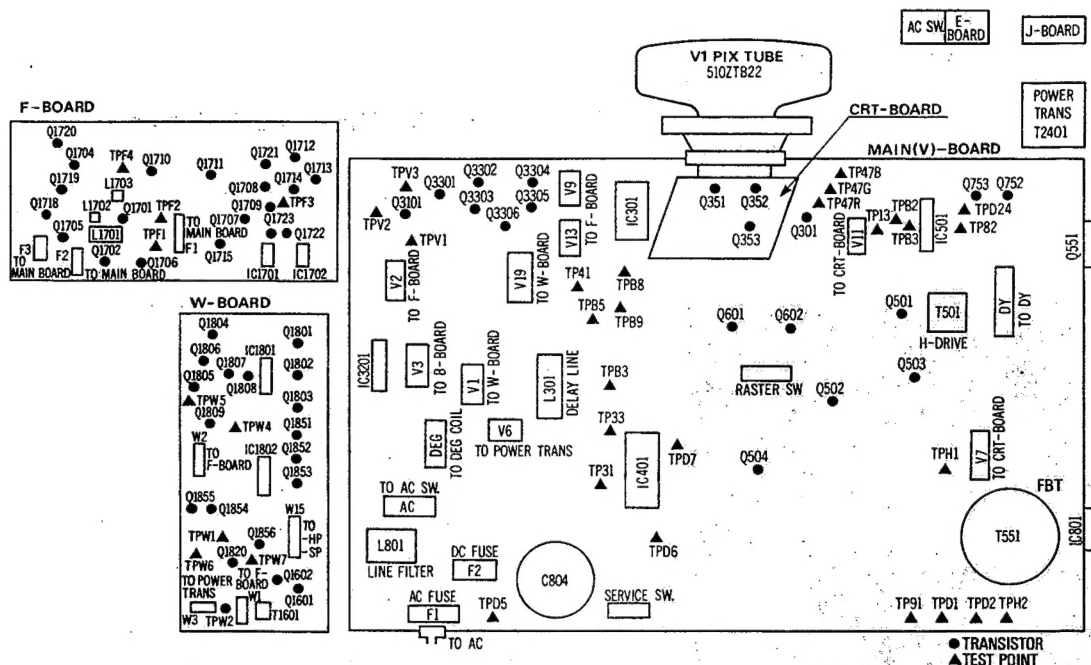 AC SW.
E-BOARD
J-BOARD
V1 PIX TUBE
510ZTB22
POWER
TRANS
T2401
CRT-BOARD
F-BOARD
Q1720
Q1704
TPF4
Q1710
Q1711
Q1721
Q1712
Q1713
Q1719
L1703
Q1708
Q1714
Q1718
L1702
Q1701
TPF2
Q1709
TPF3
Q1705
L1701
TPF1
TO
MAIN BOARD
F1
Q1707
Q1723
Q1722
F3
TO
MAIN BOARD
F2
Q1702
TO MAIN BOARD
Q1706
Q1715
IC1701
IC1702
MAIN(V)-BOARD
TPV3
Q3302
Q3304
Q3301
V9
TO F-BOARD
IC301
Q351
Q352
TP47B
TP47G
TP47R
Q753
Q752
TPV2
Q3101
Q3303
Q3305
Q3306
V13
Q353
Q301
V11
TO CRT-BOARD
TP13
TPB2
TPB3
IC501
TPD24
TP82
Q551
TPV1
V2
TO F-BOARD
V19
TO W-BOARD
TP41
TPB8
TPB5
TPB9
Q601
Q602
Q501
T501
H-DRIVE
DY
TO DY
IC3201
V3
TO B-BOARD
V1
TO W-BOARD
L301
DELAY LINE
TPB3
RASTER SW
Q503
Q502
DEG
TO DEG COIL
V6
TO POWER TRANS
TP33
IC401
TPD7
Q504
TPH1
V7
TO CRT-BOARD
TP31
TO AC SW.
AC
FBT
T551
IC801
L801
LINE FILTER
DC FUSE
F2
C804
TPD6
AC FUSE
F1
TPD5
SERVICE SW.
TP91
TPD1
TPD2
TPH2
TO AC
● TRANSISTOR
▲ TEST POINT
W-BOARD
Q1804
Q1801
Q1806
Q1807
IC1801
Q1802
Q1805
Q1808
TPW5
Q1803
Q1809
TPW4
Q1851
W2
TO
F-BOARD
IC1802
Q1852
Q1853
Q1855
Q1854
W15
TO
HP
SP
TPW1
Q1856
TPW6
Q1820
TPW7
TO POWER
TRANS
TO F-
BOARD
Q1602
W3
TPW2
W1
T1601
Q1601